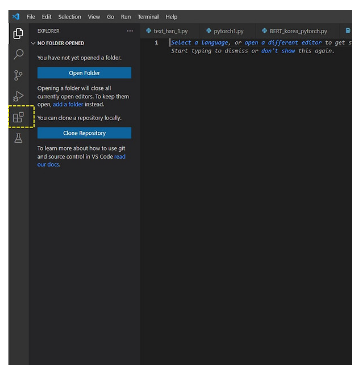 File Edit Selection View Go Run Terminal Help
EXPLORER ...
test_han_1.py
pytorch1.py
BERT_korea_pytorch.py
NO FOLDER OPENED
You have not yet opened a folder.
Open Folder
Opening a folder will close all
currently open editors. To keep them
open, add a folder instead.
You can clone a repository locally.
Clone Repository
To learn more about how to use git
and source control in VS Code read
our docs.
1 Select a language, or open a different editor to get s
Start typing to dismiss or don't show this again.